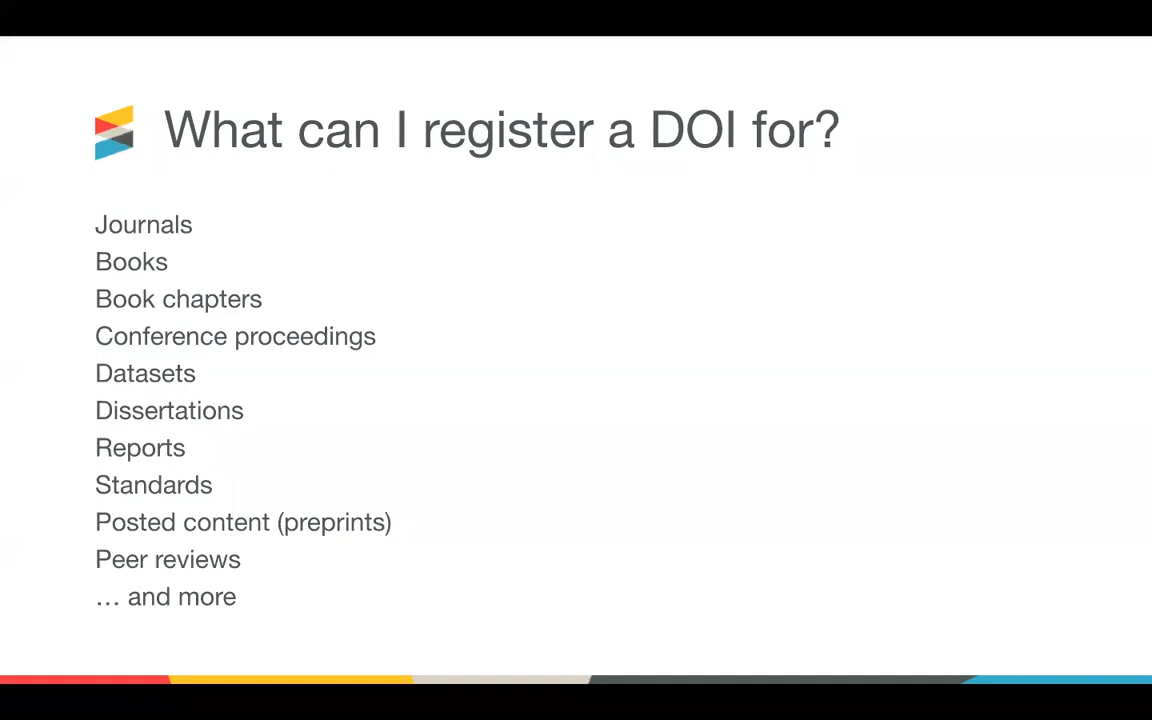 What can I register a DOI for?
Journals
Books
Book chapters
Conference proceedings
Datasets
Dissertations
Reports
Standards
Posted content (preprints)
Peer reviews
… and more